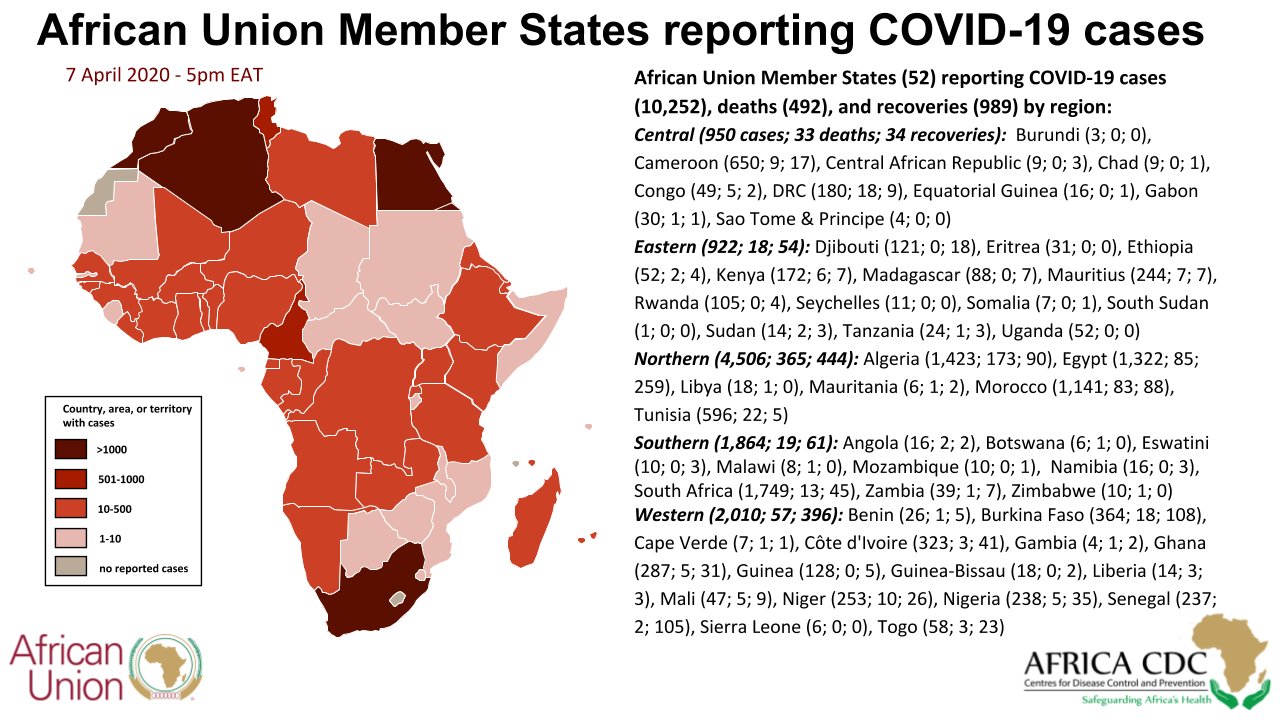 African Union Member States reporting COVID-19 cases
7 April 2020 - 5pm EAT
African Union Member States (52) reporting COVID-19 cases
(10,252), deaths (492), and recoveries (989) by region:
Central (950 cases; 33 deaths; 34 recoveries): Burundi (3; 0; 0),
Cameroon (650; 9; 17), Central African Republic (9; 0; 3), Chad (9; 0; 1),
Congo (49; 5; 2), DRC (180; 18; 9), Equatorial Guinea (16; 0; 1), Gabon
(30; 1; 1), Sao Tome & Principe (4; 0; 0)
Eastern (922; 18; 54): Djibouti (121; 0; 18), Eritrea (31; 0; 0), Ethiopia
(52; 2; 4), Kenya (172; 6; 7), Madagascar (88; 0; 7), Mauritius (244; 7; 7),
Rwanda (105; 0; 4), Seychelles (11; 0; 0), Somalia (7; 0; 1), South Sudan
(1; 0; 0), Sudan (14; 2; 3), Tanzania (24; 1; 3), Uganda (52; 0; 0)
Northern (4,506; 365; 444): Algeria (1,423; 173; 90), Egypt (1,322; 85;
259), Libya (18; 1; 0), Mauritania (6; 1; 2), Morocco (1,141; 83; 88),
Tunisia (596; 22; 5)
Southern (1,864; 19; 61): Angola (16; 2; 2), Botswana (6; 1; 0), Eswatini
(10; 0; 3), Malawi (8; 1; 0), Mozambique (10; 0; 1), Namibia (16; 0; 3),
South Africa (1,749; 13; 45), Zambia (39; 1; 7), Zimbabwe (10; 1; 0)
Western (2,010; 57; 396): Benin (26; 1; 5), Burkina Faso (364; 18; 108),
Cape Verde (7; 1; 1), Côte d'Ivoire (323; 3; 41), Gambia (4; 1; 2), Ghana
(287; 5; 31), Guinea (128; 0; 5), Guinea-Bissau (18; 0; 2), Liberia (14; 3;
3), Mali (47; 5; 9), Niger (253; 10; 26), Nigeria (238; 5; 35), Senegal (237;
2; 105), Sierra Leone (6; 0; 0), Togo (58; 3; 23)
Country, area, or territory
with cases
>1000
501-1000
10-500
1-10
no reported cases
African
Union
AFRICA CDC
Centres for Disease Control and Prevention
Safeguarding Africa's Health